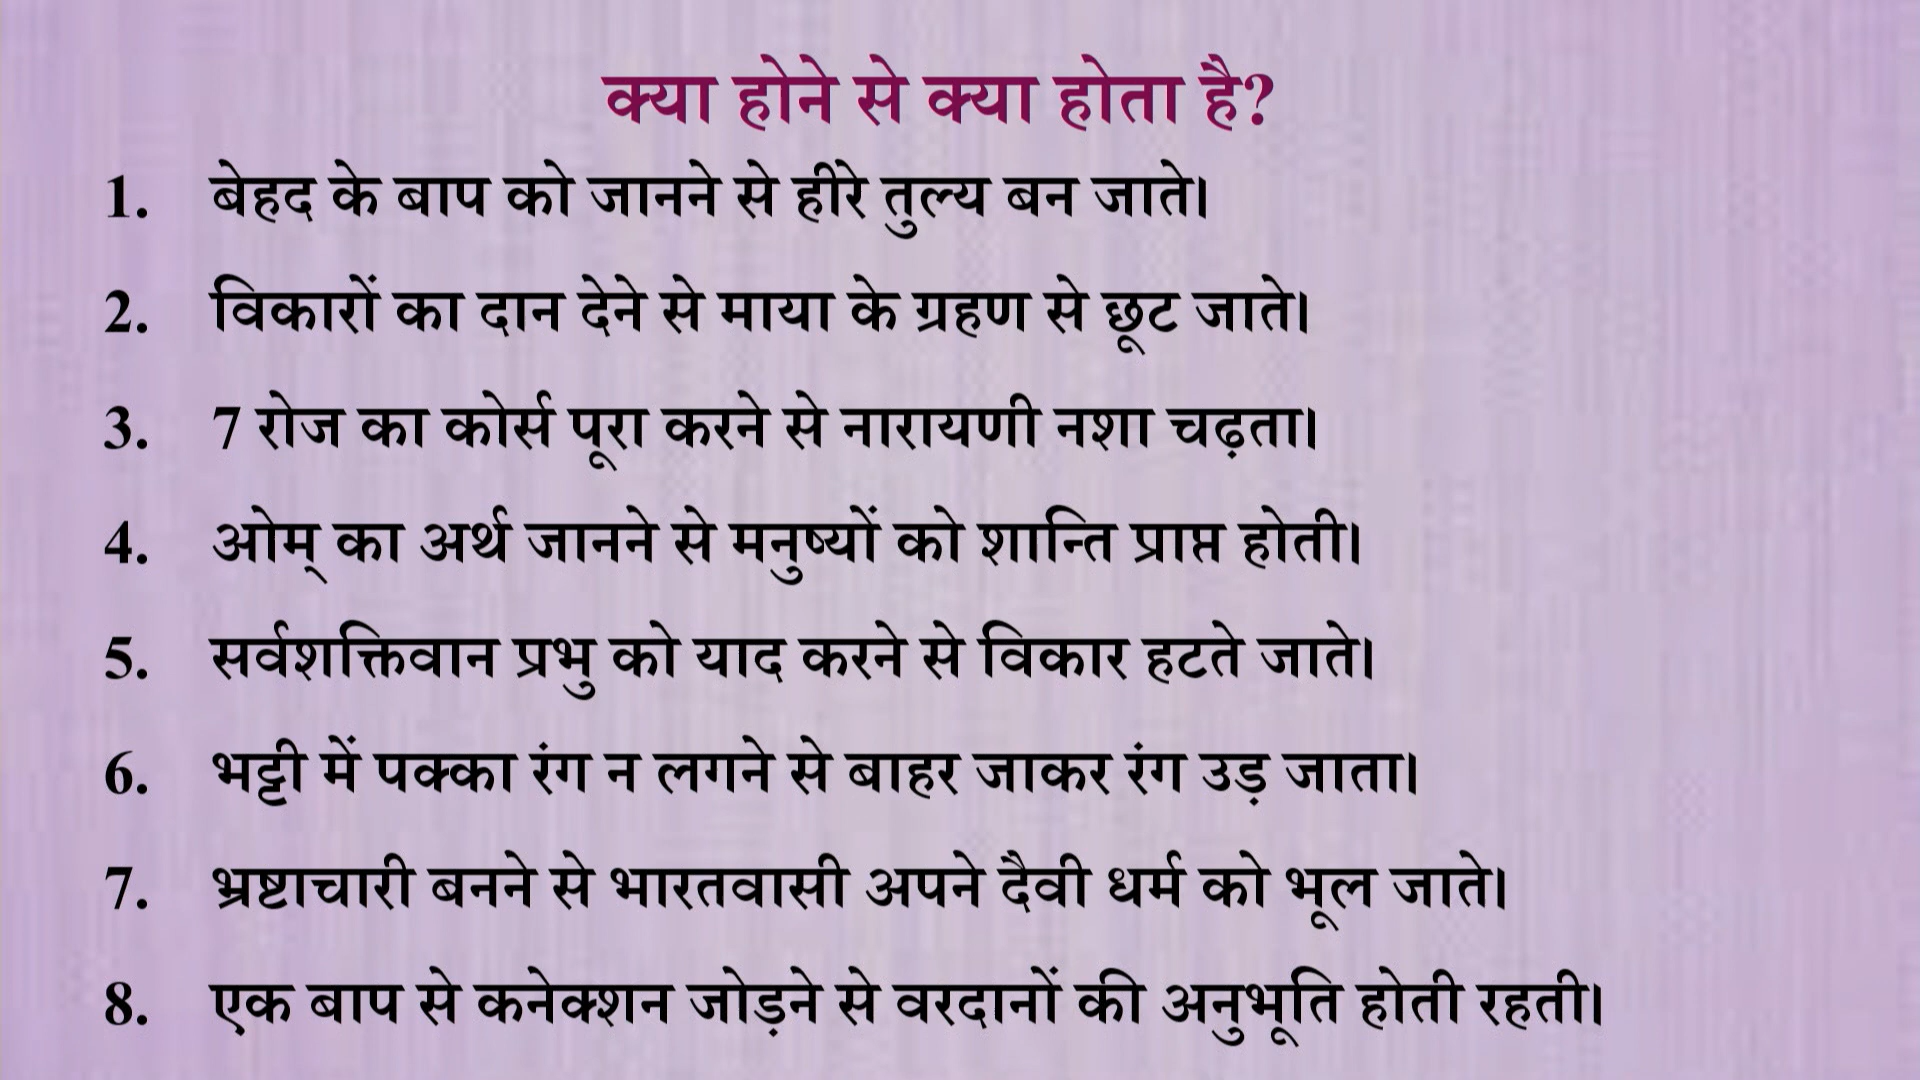 क्या होने से क्या होता है?
1. बेहद के बाप को जानने से हीरे तुल्य बन जाते।
2. विकारों का दान देने से माया के ग्रहण से छूट जाते।
3. 7 रोज का कोर्स पूरा करने से नारायणी नशा चढ़ता।
4. ओम् का अर्थ जानने से मनुष्यों को शान्ति प्राप्त होती।
5. सर्वशक्तिवान प्रभु को याद करने से विकार हटते जाते।
6. भट्टी में पक्का रंग न लगने से बाहर जाकर रंग उड़ जाता।
7. भ्रष्टाचारी बनने से भारतवासी अपने दैवी धर्म को भूल जाते।
8. एक बाप से कनेक्शन जोड़ने से वरदानों की अनुभूति होती रहती।